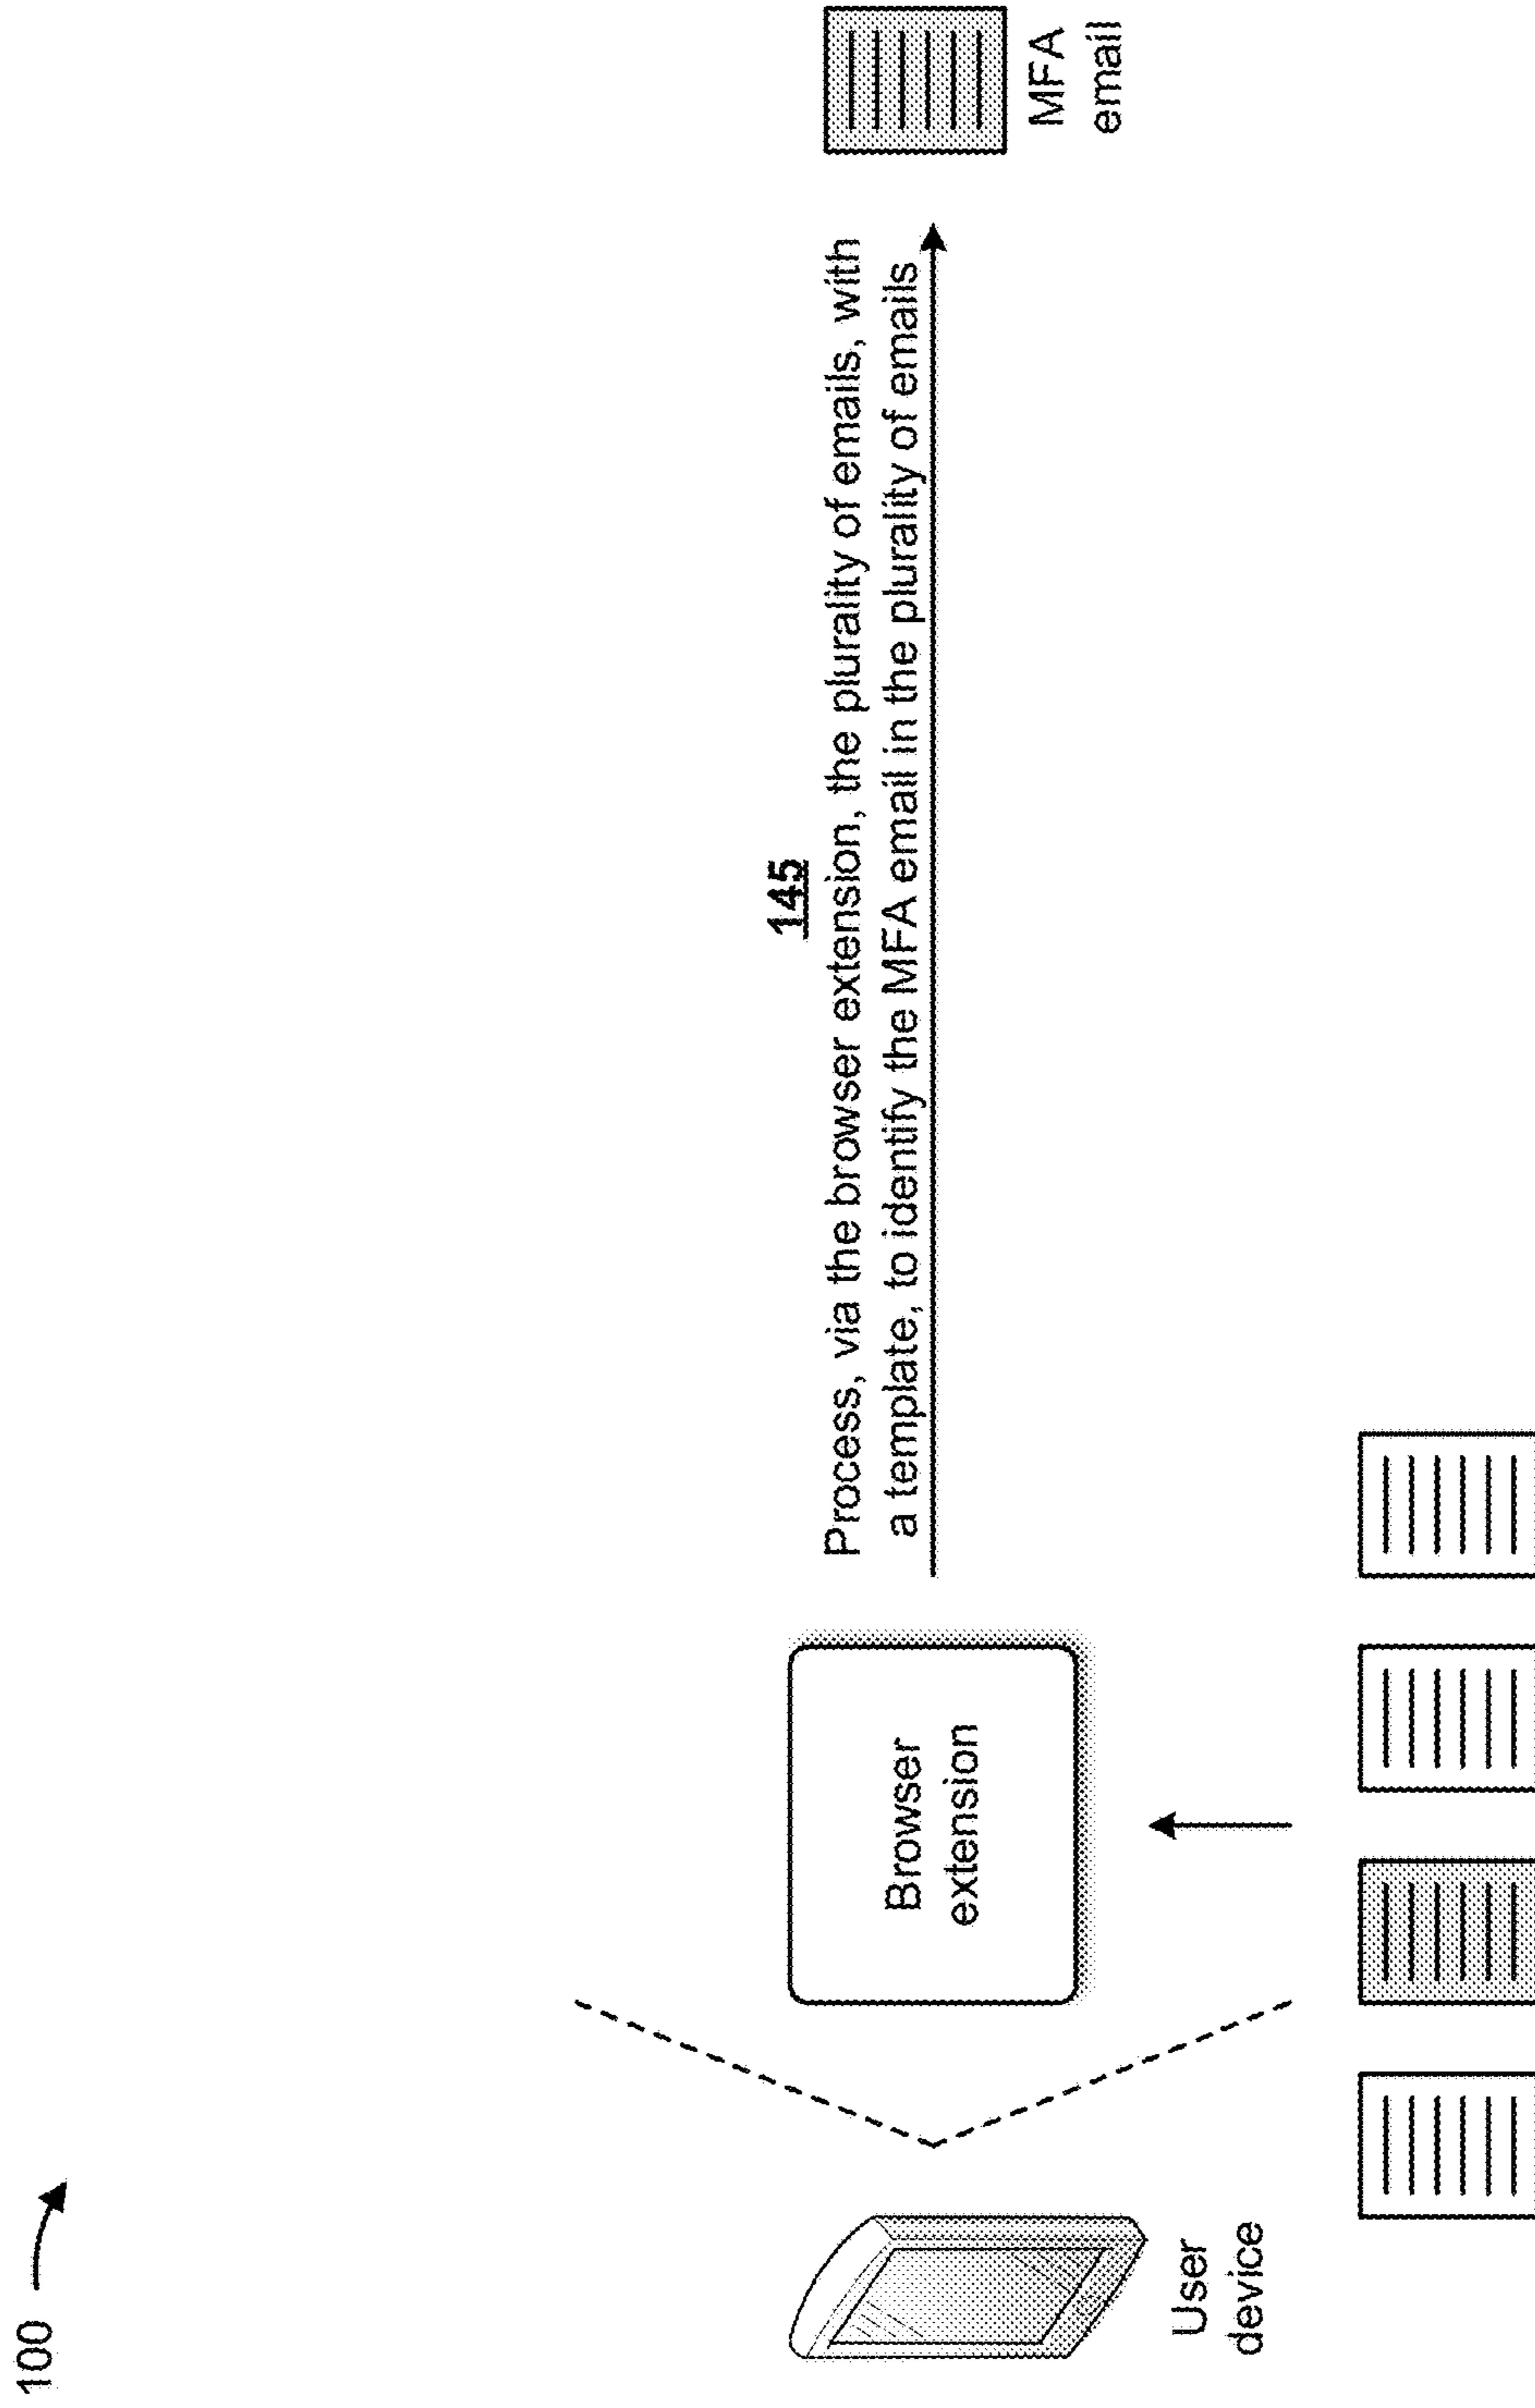 100
145
Process, via the browser extension, the plurality of emails, with
a template, to identify the MFA email in the plurality of emails
User
device
Browser
extension
MFA
email